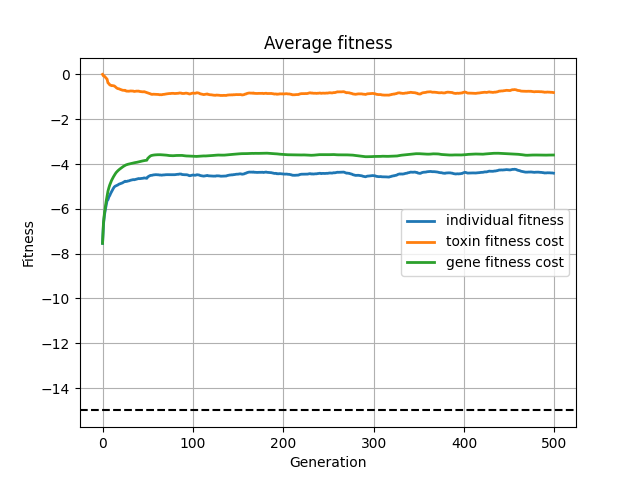 Average fitness
Fitness
0
−2
−4
−6
−8
−10
−12
−14
individual fitness
toxin fitness cost
gene fitness cost
0 100 200 300 400 500
Generation